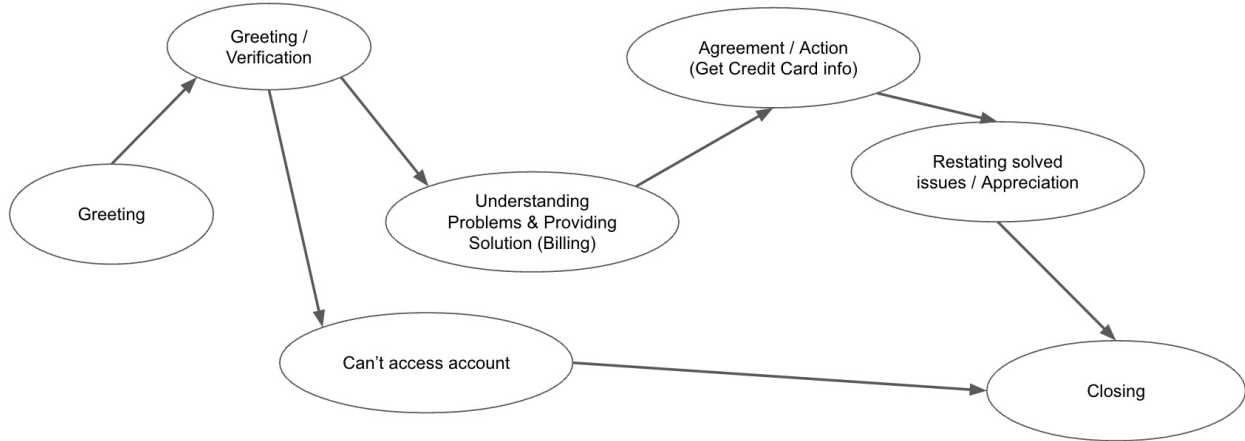 Greeting /
Verification
Agreement / Action
(Get Credit Card info)
Restating solved
issues / Appreciation
Greeting
Understanding
Problems & Providing
Solution (Billing)
Can’t access account
Closing